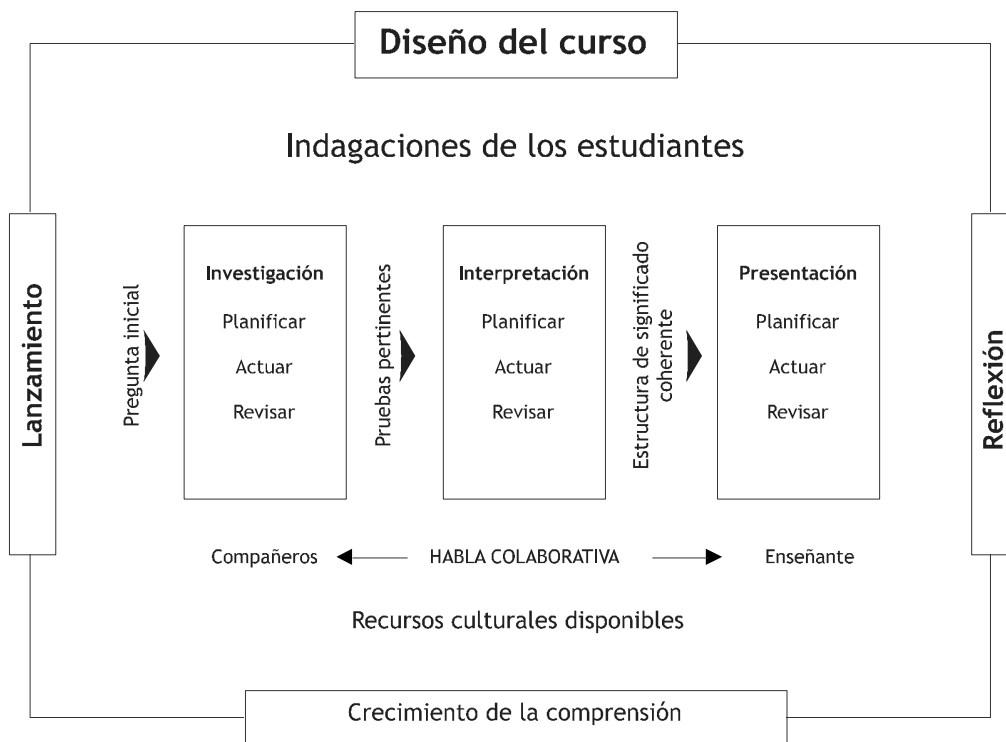 Diseño del curso
Indagaciones de los estudiantes
Lanzamiento
Pregunta inicial
Investigación
Planificar
Actuar
Revisar
Pruebas pertinentes
Interpretación
Planificar
Actuar
Revisar
Estructura de significado
coherente
Presentación
Planificar
Actuar
Revisar
Reflexión
Compañeros HABLA COLABORATIVA Enseñante
Recursos culturales disponibles
Crecimiento de la comprensión